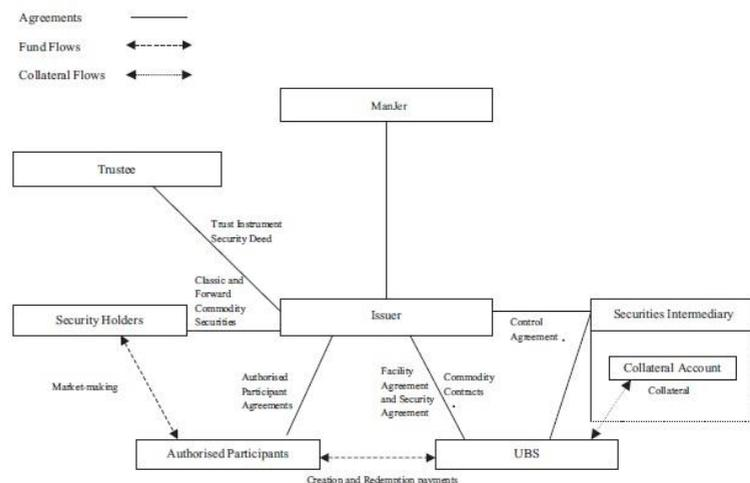 Agreements
Fund Flows
Collateral Flows
ManJer
Trustee
Trust Instrument
Security Deed
Classic and
Forward
Commodity
Securities
Security Holders
Issuer
Securities Intermediary
Control
Agreement
Collateral Account
Collateral
Market-making
Authorised
Participant
Agreements
Facility
Agreement
and Security
Agreement
Commodity
Contracts
Authorised Participants
UBS
Creation and Redemption payments